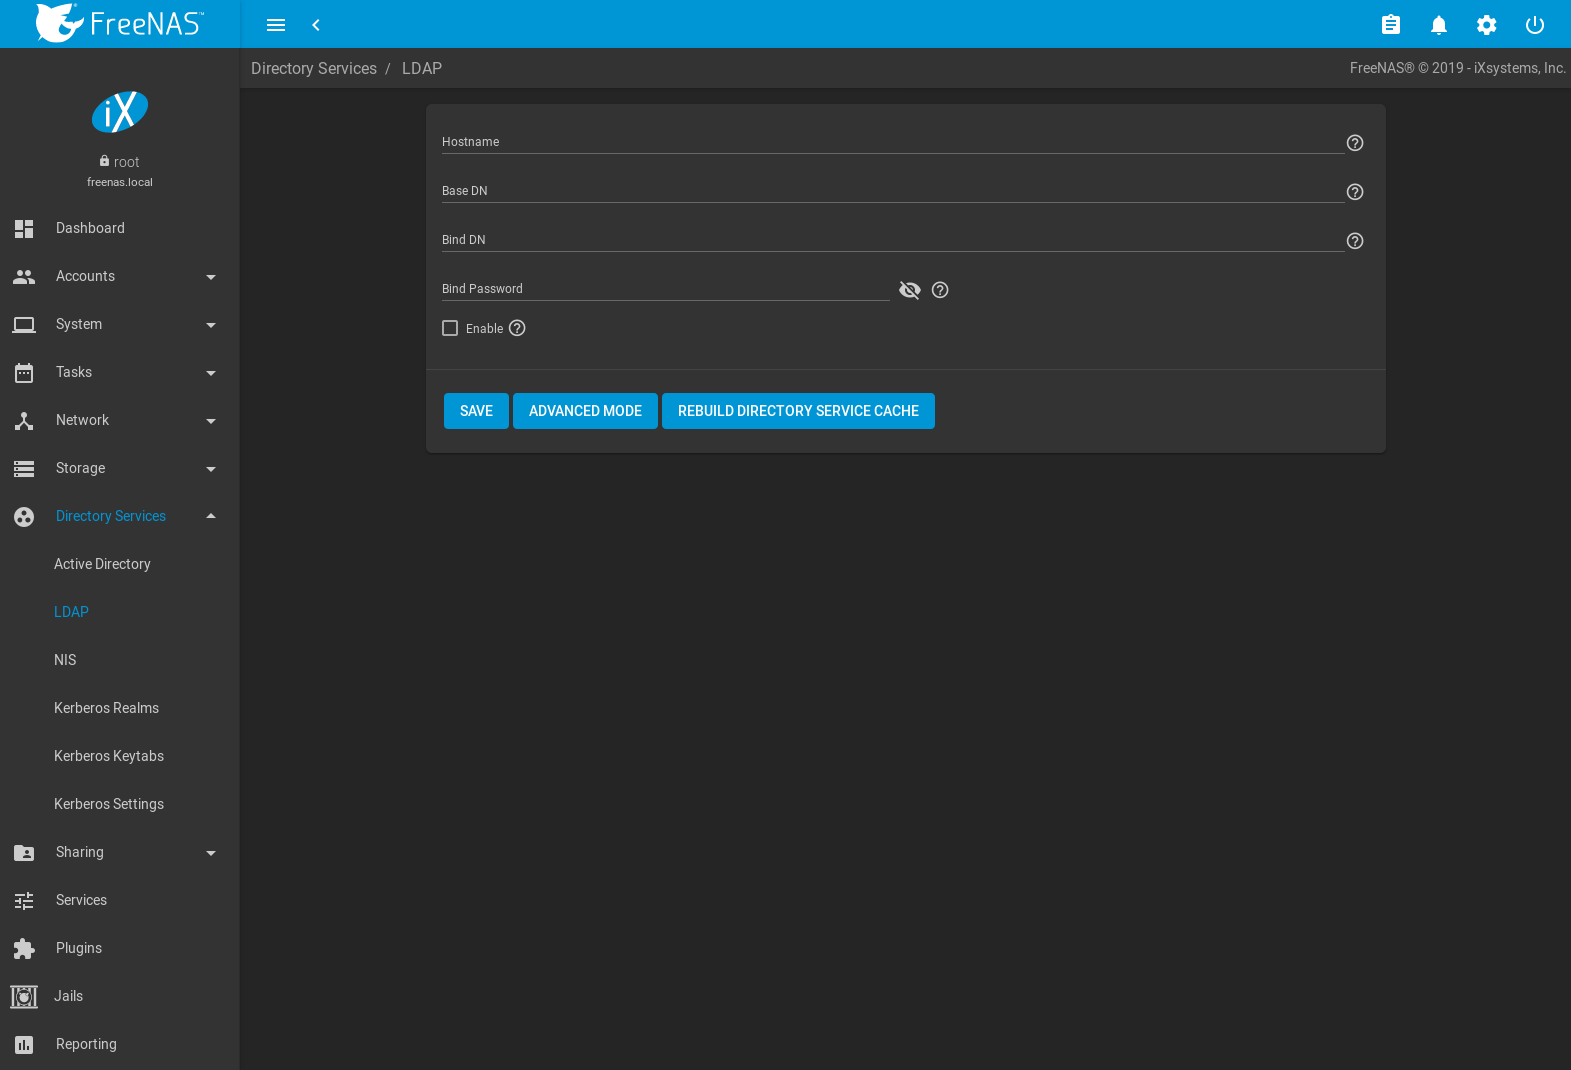 FreeNAS™
Directory Services / LDAP
FreeNAS® © 2019 - iXsystems, Inc.
iX
root
freenas.local
Dashboard
Accounts
System
Tasks
Network
Storage
Directory Services
Active Directory
LDAP
NIS
Kerberos Realms
Kerberos Keytabs
Kerberos Settings
Sharing
Services
Plugins
Jails
Reporting
Hostname
Base DN
Bind DN
Bind Password
Enable
SAVE ADVANCED MODE REBUILD DIRECTORY SERVICE CACHE